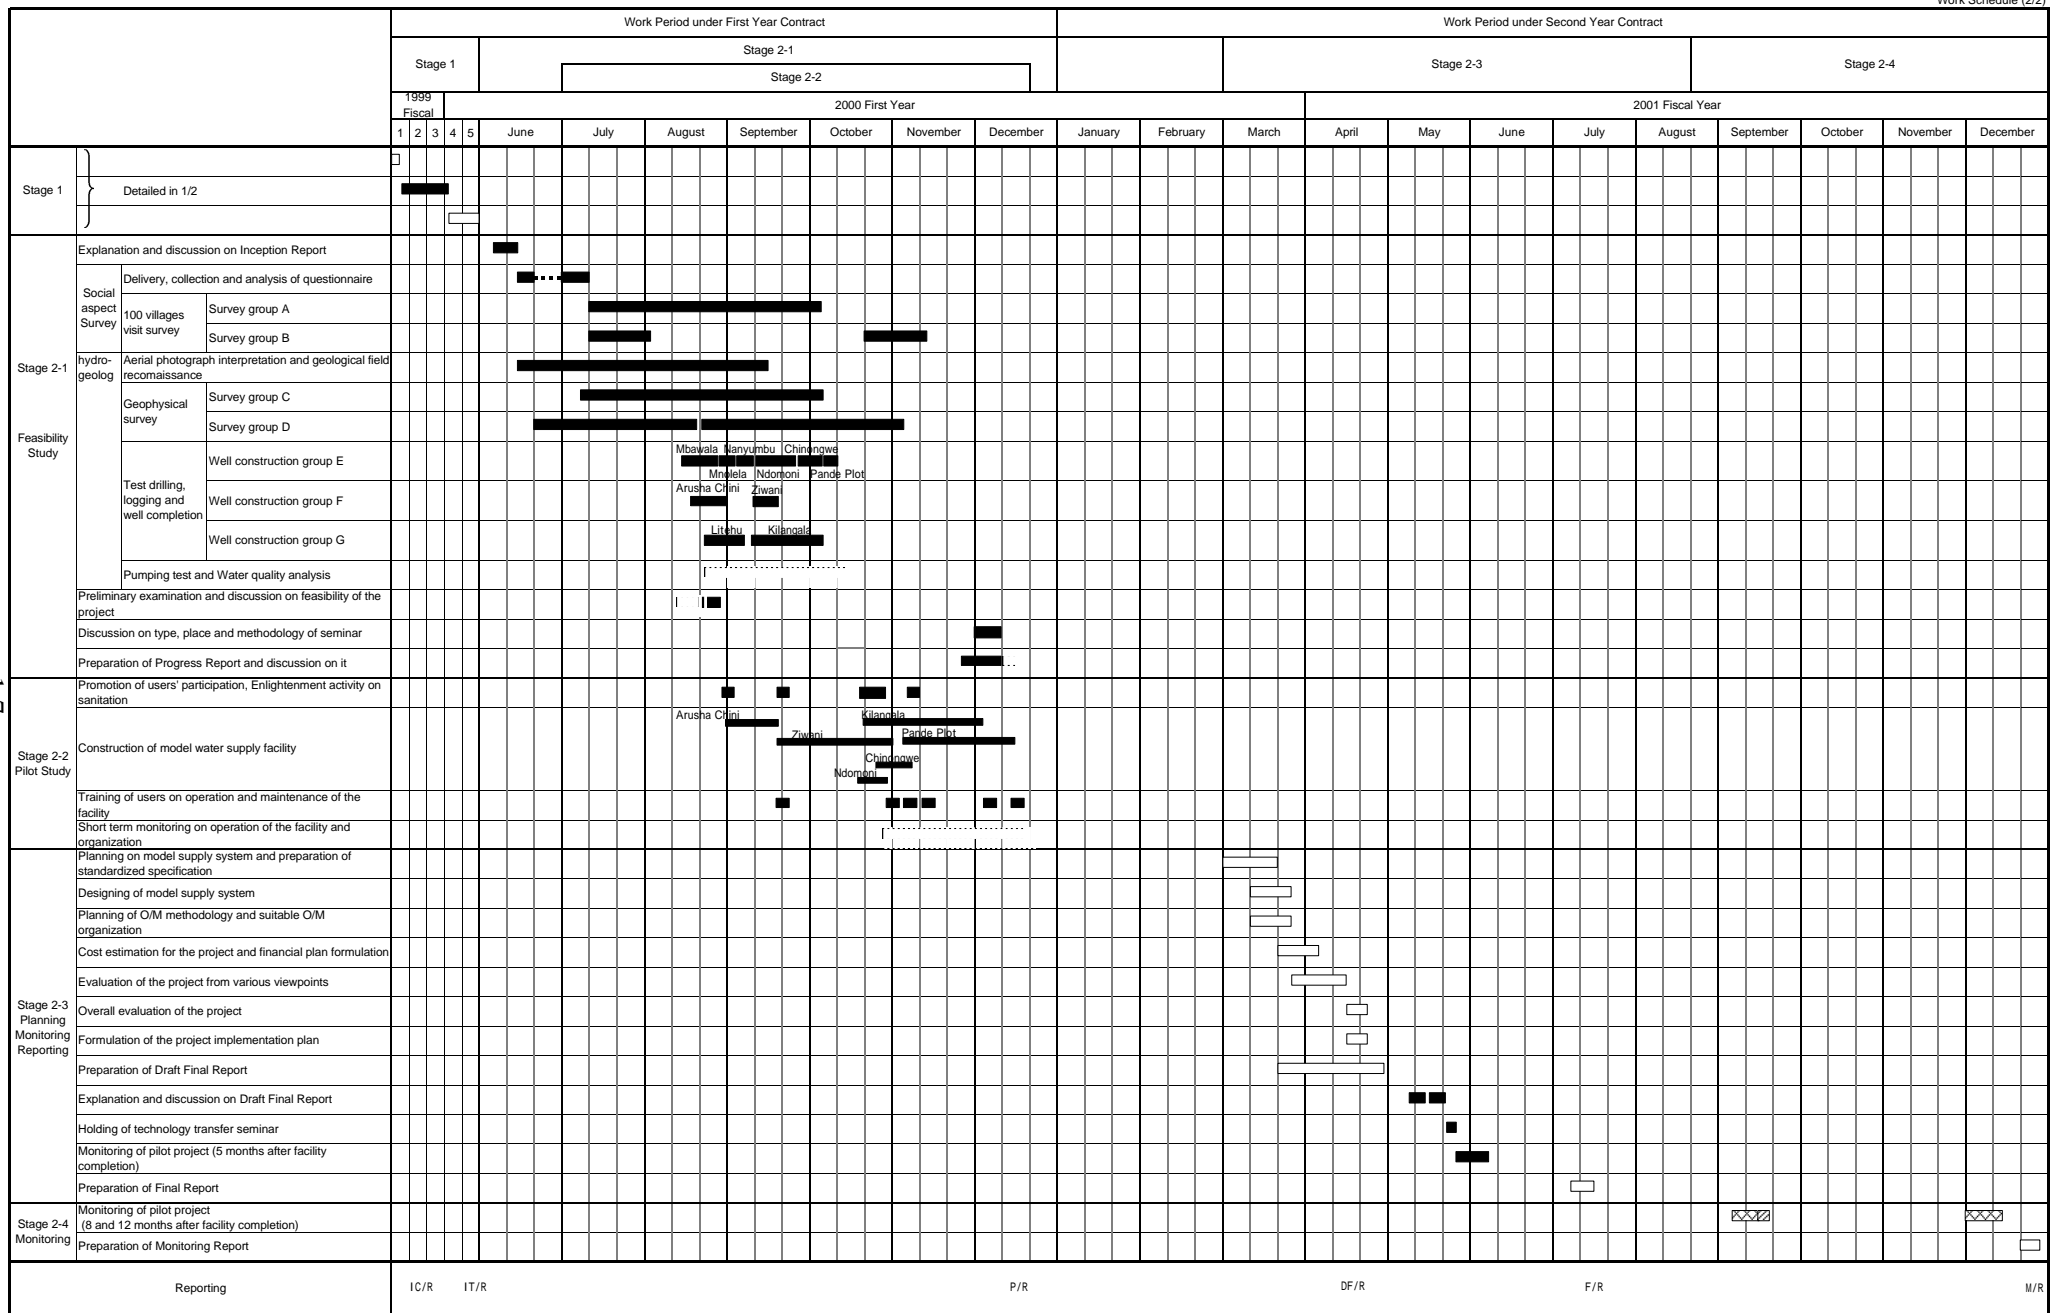 Work Schedule (2/2)
Work Period under First Year Contract
Work Period under Second Year Contract
Stage 1
Stage 2-1
Stage 2-2
Stage 2-3
Stage 2-4
1999
Fiscal
2000 First Year
2001 Fiscal Year
1 2 3 4 5 June July August September October November December January February March April May June July August September October November December
Stage 1
Detailed in 1/2
Stage 2-1
Feasibility
Study
Explanation and discussion on Inception Report
Social
aspect
Survey
Delivery, collection and analysis of questionnaire
100 villages
visit survey
Survey group A
Survey group B
hydro-
geolog
Aerial photograph interpretation and geological field
recomaissance
Geophysical
survey
Survey group C
Survey group D
Test drilling,
logging and
well completion
Well construction group E
Mbawala Nanyumbu Chinongwe
Mnolela Ndomoni Pande Plot
Well construction group F
Arusha Chini Ziwani
Well construction group G
Litehu Kilangala
Pumping test and Water quality analysis
Preliminary examination and discussion on feasibility of the
project
Discussion on type, place and methodology of seminar
Preparation of Progress Report and discussion on it
Stage 2-2
Pilot Study
Promotion of users' participation, Enlightenment activity on
sanitation
Construction of model water supply facility
Arusha Chini Kilangala
Ziwani Pande Plot
Chinongwe
Ndomoni
Training of users on operation and maintenance of the
facility
Short term monitoring on operation of the facility and
organization
Stage 2-3
Planning
Monitoring
Reporting
Planning on model supply system and preparation of
standardized specification
Designing of model supply system
Planning of O/M methodology and suitable O/M
organization
Cost estimation for the project and financial plan formulation
Evaluation of the project from various viewpoints
Overall evaluation of the project
Formulation of the project implementation plan
Preparation of Draft Final Report
Explanation and discussion on Draft Final Report
Holding of technology transfer seminar
Monitoring of pilot project (5 months after facility
completion)
Preparation of Final Report
Stage 2-4
Monitoring
Monitoring of pilot project
(8 and 12 months after facility completion)
Preparation of Monitoring Report
Reporting
IC/R IT/R P/R DF/R F/R M/R